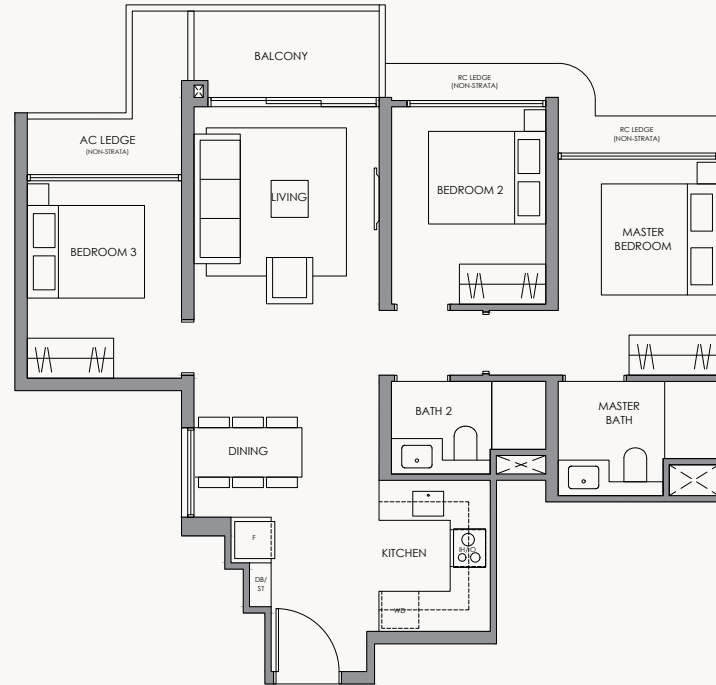 BALCONY
RC LEDGE
(NON-STRATA)
AC LEDGE
(NON-STRATA)
RC LEDGE
(NON-STRATA)
LIVING
BEDROOM 2
BEDROOM 3
MASTER
BEDROOM
BATH 2
MASTER
BATH
DINING
F
KITCHEN
DB/
ST
WD